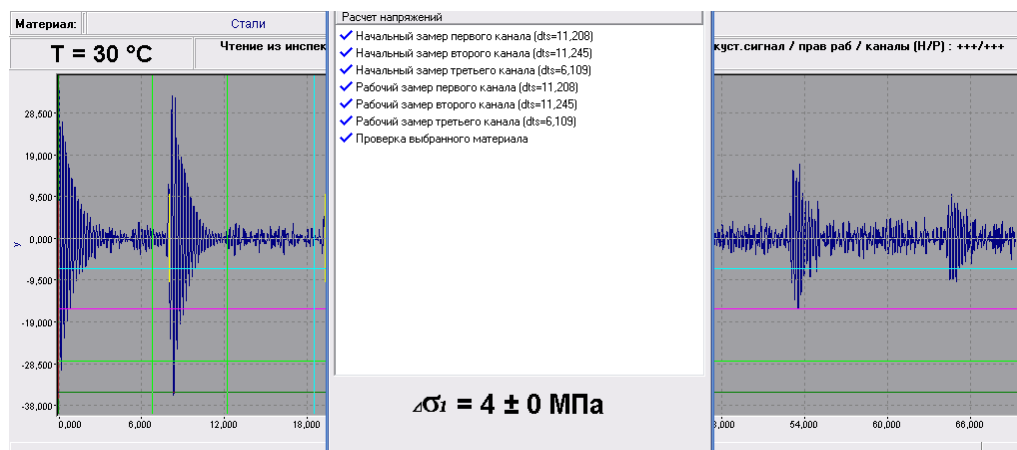 Материал:
Стали
T = 30 °C
Чтение из инспек
Расчет напряжений
Начальный замер первого канала (dts=11,208)
Начальный замер второго канала (dts=11,245)
Начальный замер третьего канала (dts=6,109)
Рабочий замер первого канала (dts=11,208)
Рабочий замер второго канала (dts=11,245)
Рабочий замер третьего канала (dts=6,109)
Проверка выбранного материала
куст.сигнал / прав раб / каналы (Н/Р) : +++/+++
28,500
19,000
9,500
y
0,000
-9,500
-19,000
-28,500
-38,000
0,000 6,000 12,000 18,000
⊿σ1 = 4 ± 0 МПа
3,000 54,000 60,000 66,000